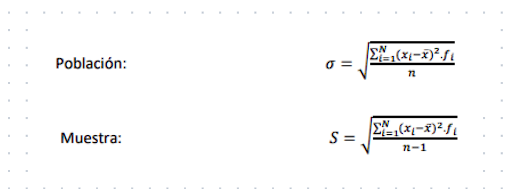 Población: σ = √(∑ᵢ₌₁ᴺ(xᵢ−x̄)².fᵢ / n)
Muestra: S = √(∑ᵢ₌₁ᴺ(xᵢ−x̄)².fᵢ / n−1)